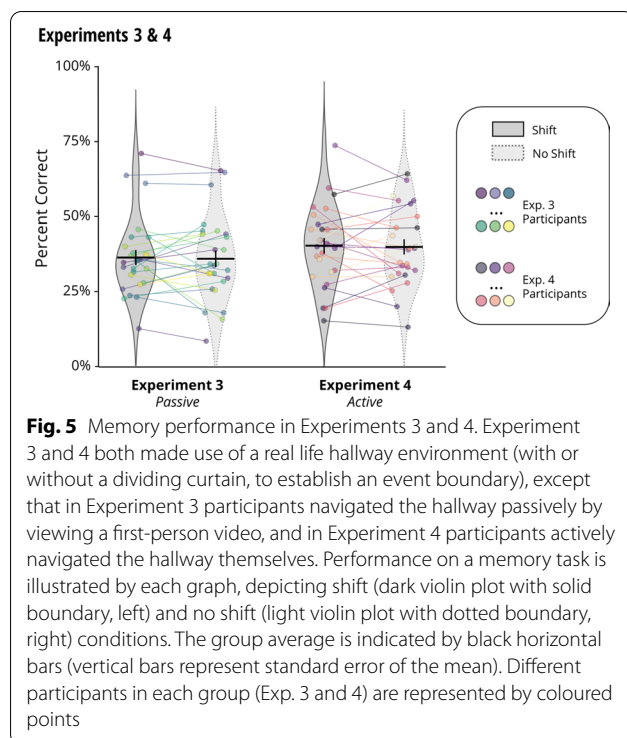 Experiments 3 & 4
100%
75%
50%
25%
0%
Percent Correct
Experiment 3
Passive
Experiment 4
Active
Shift
No Shift
...
Exp. 3
Participants
...
Exp. 4
Participants
Fig. 5 Memory performance in Experiments 3 and 4. Experiment
3 and 4 both made use of a real life hallway environment (with or
without a dividing curtain, to establish an event boundary), except
that in Experiment 3 participants navigated the hallway passively by
viewing a first-person video, and in Experiment 4 participants actively
navigated the hallway themselves. Performance on a memory task is
illustrated by each graph, depicting shift (dark violin plot with solid
boundary, left) and no shift (light violin plot with dotted boundary,
right) conditions. The group average is indicated by black horizontal
bars (vertical bars represent standard error of the mean). Different
participants in each group (Exp. 3 and 4) are represented by coloured
points